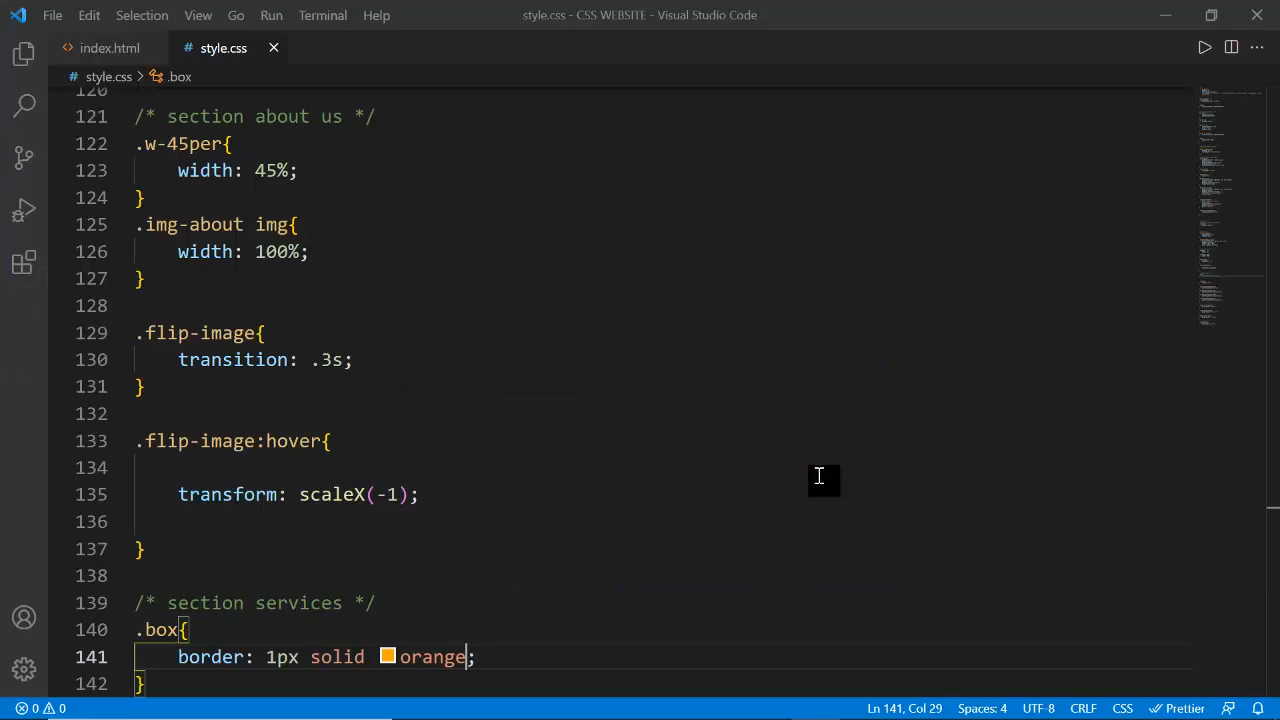 File Edit Selection View Go Run Terminal Help style.css - CSS WEBSITE - Visual Studio Code
index.html style.css
style.css .box
120
121 /* section about us */
122 .w-45per{
123 width: 45%;
124 }
125 .img-about img{
126 width: 100%;
127 }
128
129 .flip-image{
130 transition: .3s;
131 }
132
133 .flip-image:hover{
134
135 transform: scaleX(-1);
136
137 }
138
139 /* section services */
140 .box{
141 border: 1px solid orange;
142 }
0 0 Ln 141, Col 29 Spaces: 4 UTF-8 CRLF CSS Prettier